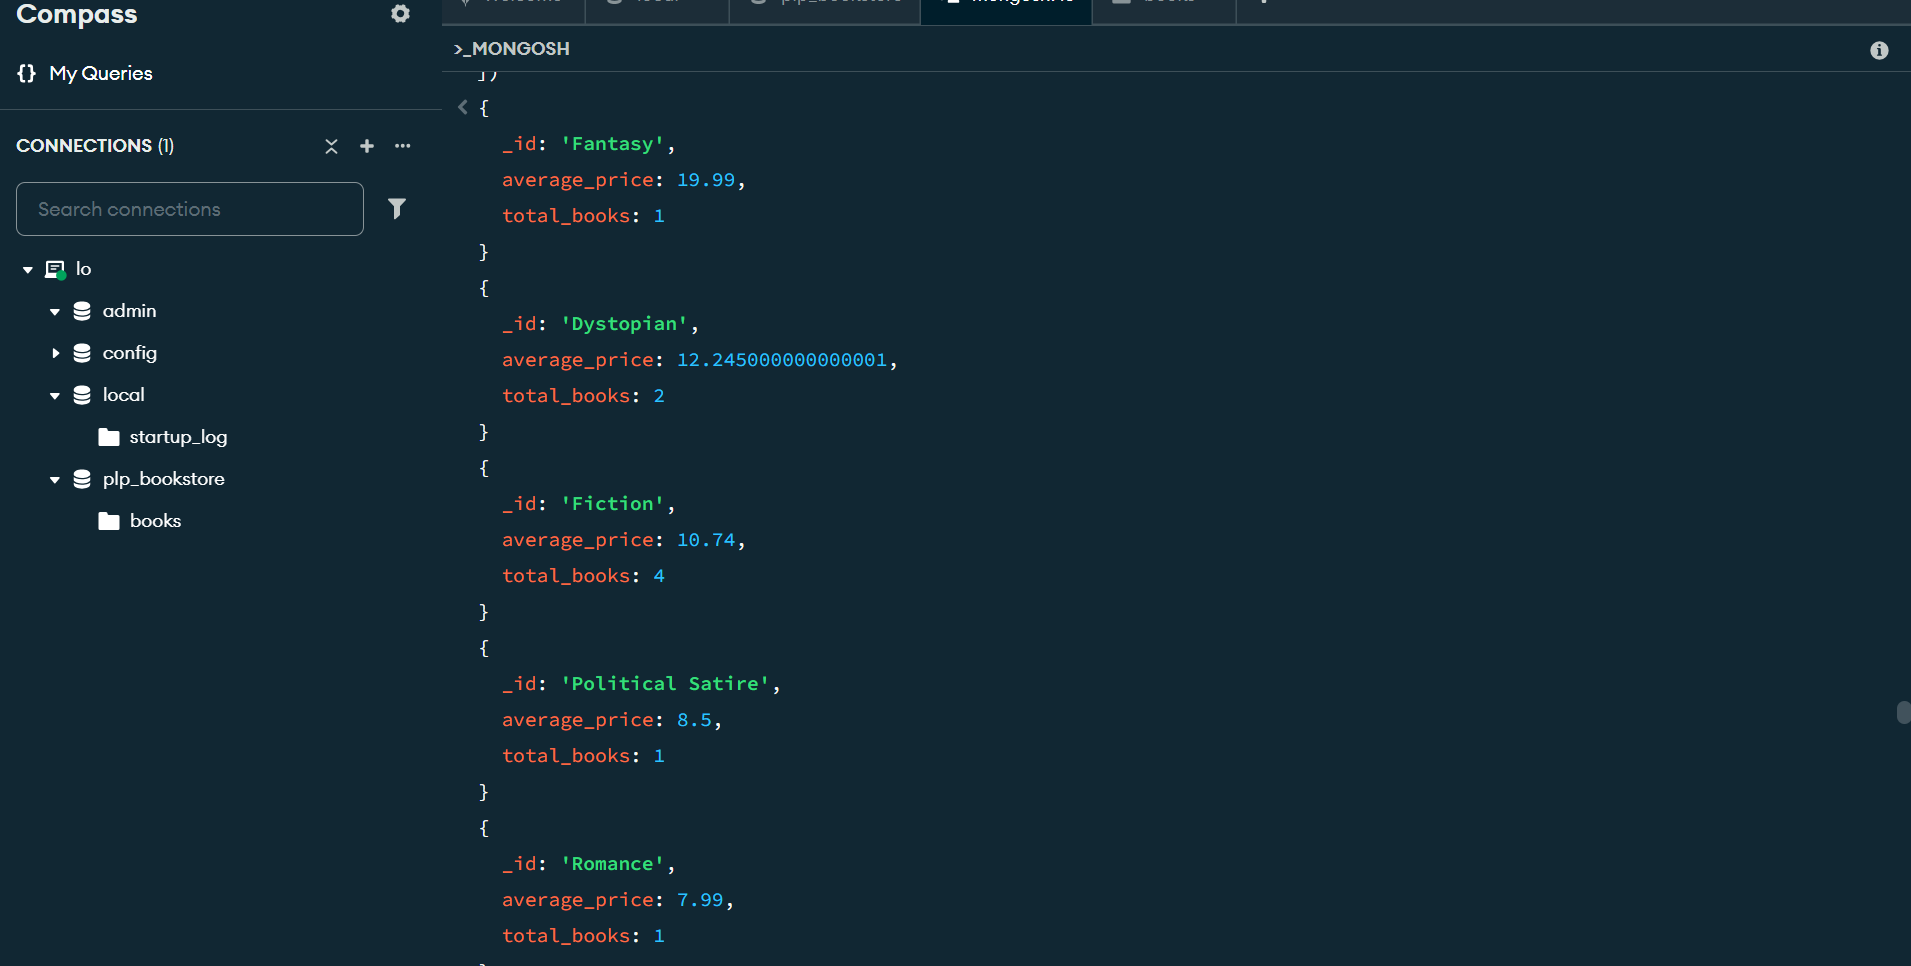 Compass
{} My Queries
CONNECTIONS (1)
Search connections
lo
admin
config
local
startup_log
plp_bookstore
books
>_MONGOSH
])
{
_id: 'Fantasy',
average_price: 19.99,
total_books: 1
}
{
_id: 'Dystopian',
average_price: 12.245000000000001,
total_books: 2
}
{
_id: 'Fiction',
average_price: 10.74,
total_books: 4
}
{
_id: 'Political Satire',
average_price: 8.5,
total_books: 1
}
{
_id: 'Romance',
average_price: 7.99,
total_books: 1